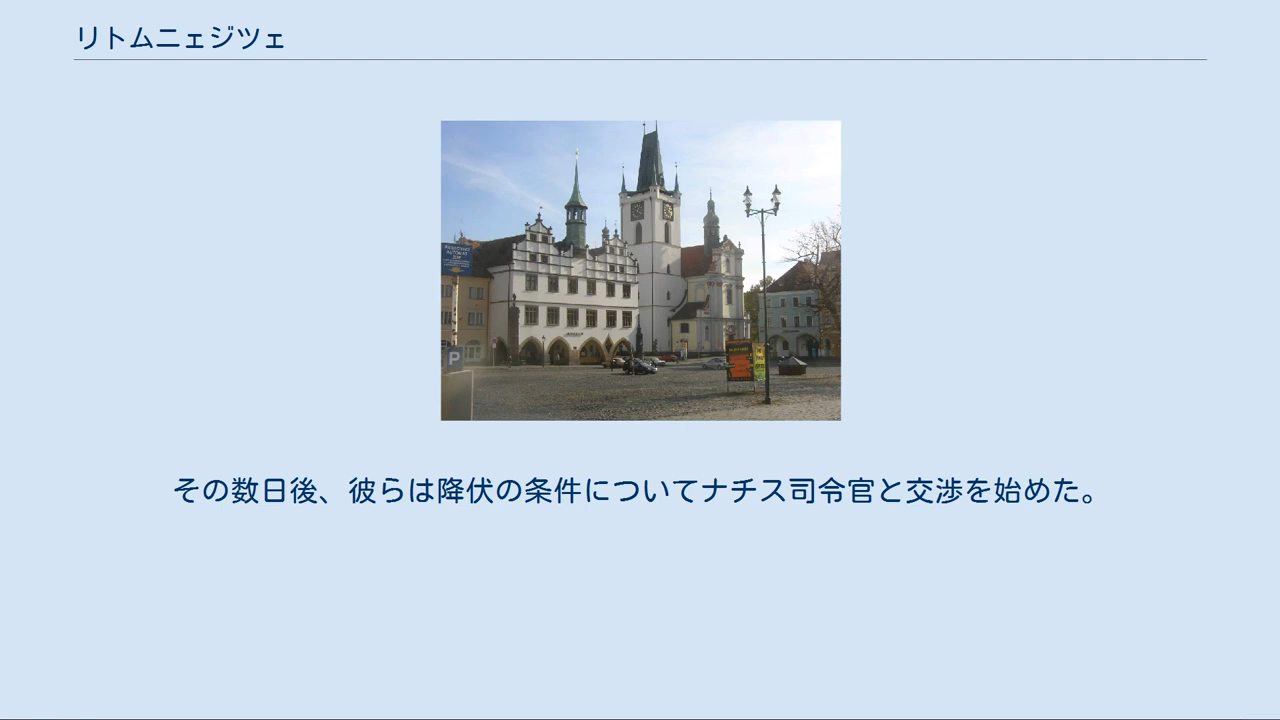 リトムニェジツェ
P
その数日後、彼らは降伏の条件についてナチス司令官と交渉を始めた。